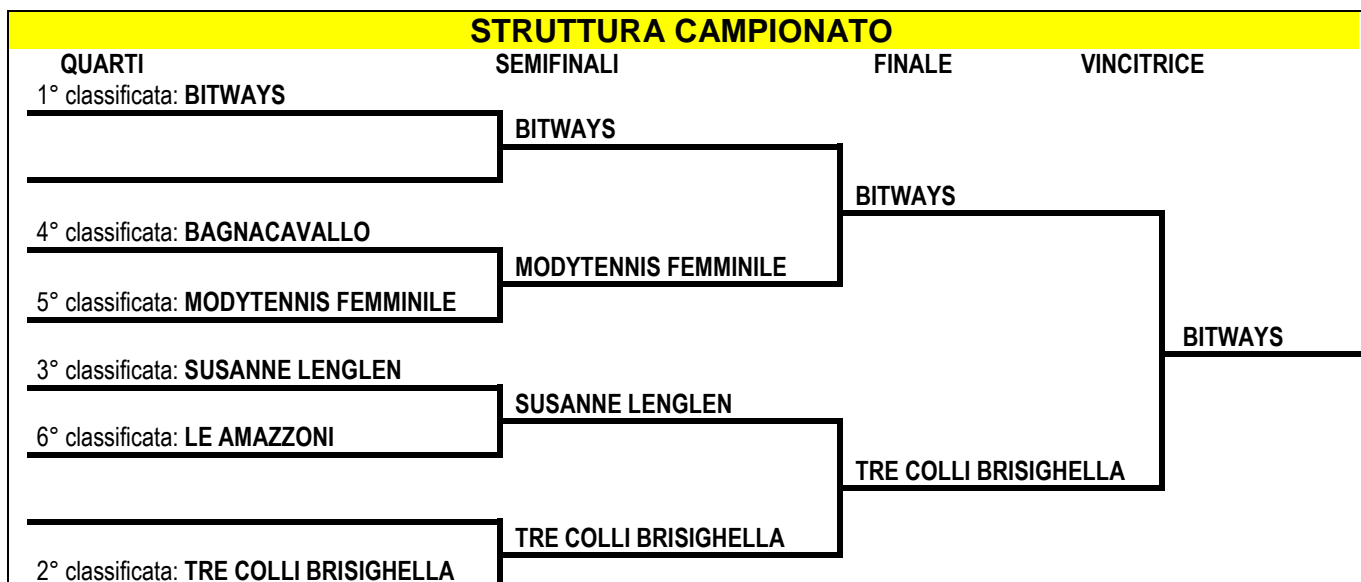 STRUTTURA CAMPIONATO
QUARTI SEMIFINALI FINALE VINCITRICE
1° classificata: BITWAYS
BITWAYS
BITWAYS
4° classificata: BAGNACAVALLO
MODYTENNIS FEMMINILE
5° classificata: MODYTENNIS FEMMINILE
BITWAYS
3° classificata: SUSANNE LENGLEN
SUSANNE LENGLEN
6° classificata: LE AMAZZONI
TRE COLLI BRISIGHELLA
TRE COLLI BRISIGHELLA
2° classificata: TRE COLLI BRISIGHELLA